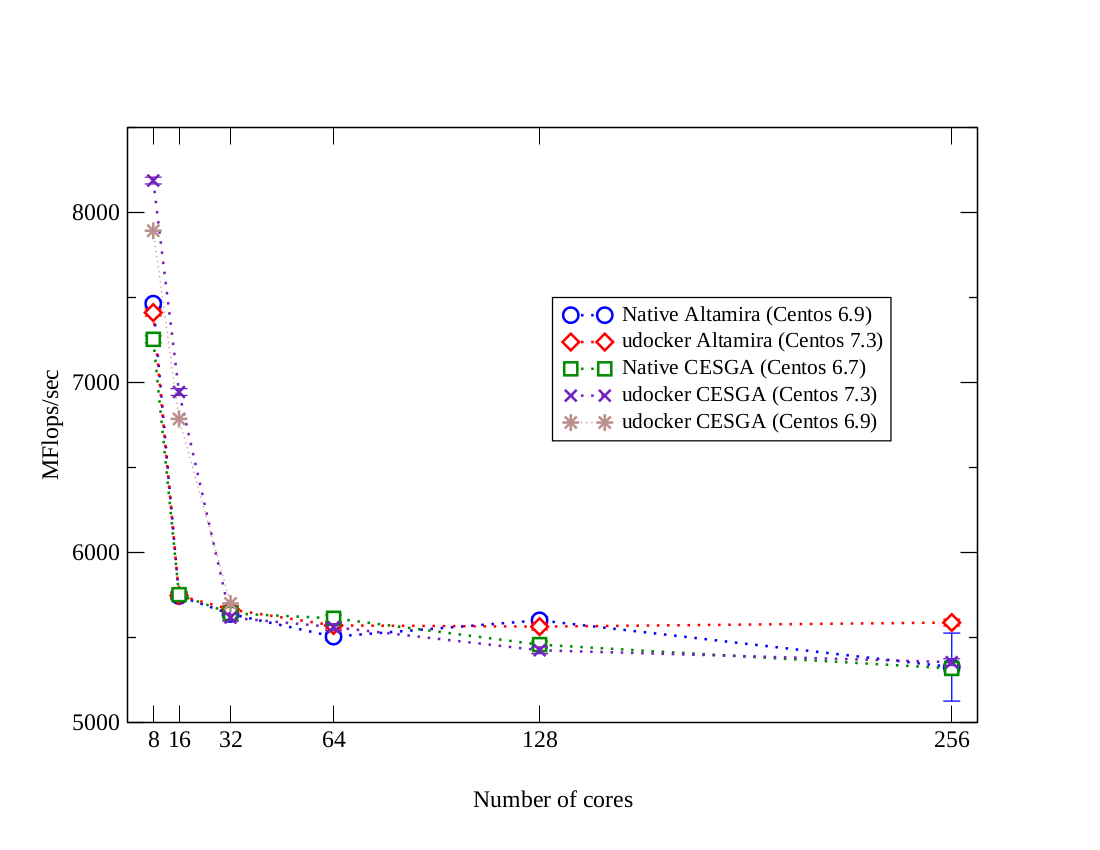 8000
7000
6000
5000
MFlops/sec
Native Altamira (Centos 6.9)
udocker Altamira (Centos 7.3)
Native CESGA (Centos 6.7)
udocker CESGA (Centos 7.3)
udocker CESGA (Centos 6.9)
8 16 32 64 128 256
Number of cores